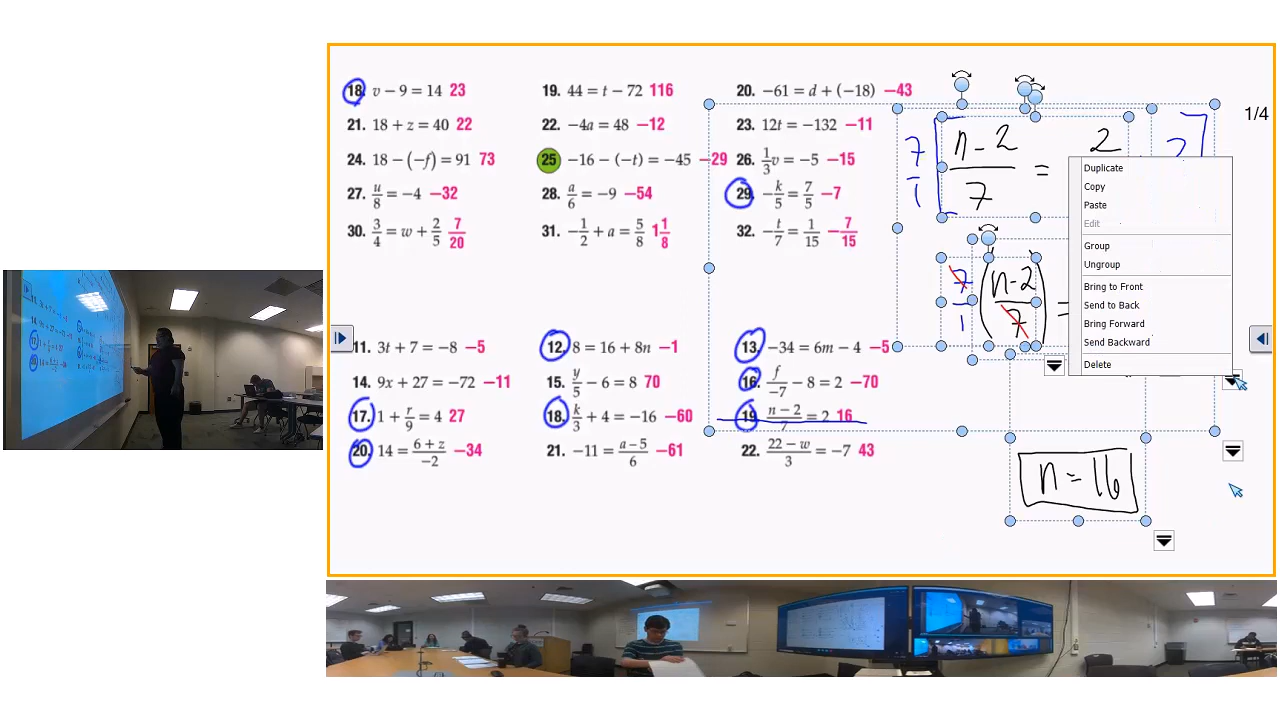 18. v − 9 = 14 23
19. 44 = t − 72 116
20. −61 = d + (−18) −43
21. 18 + z = 40 22
22. −4a = 48 −12
23. 12t = −132 −11
24. 18 − (−f) = 91 73
25 −16 − (−t) = −45 −29
26. 1/3 v = −5 −15
27. u/8 = −4 −32
28. a/6 = −9 −54
29. −k/5 = 7/5 −7
30. 3/4 = w + 2/5 7/20
31. −1/2 + a = 5/8 1 1/8
32. −t/7 = 1/15 −7/15
11. 3t + 7 = −8 −5
12. 8 = 16 + 8n −1
13. −34 = 6m − 4 −5
14. 9x + 27 = −72 −11
15. y/5 − 6 = 8 70
16. f/−7 − 8 = 2 −70
17. 1 + r/9 = 4 27
18. k/3 + 4 = −16 −60
19 n − 2/7 = 2 16
20. 14 = 6 + z/−2 −34
21. −11 = a − 5/6 −61
22. 22 − w/3 = −7 43
1/4
7/1 [ n-2/7 = 2
7/1 ( n-2/7 ) =
n = 16
Duplicate
Copy
Paste
Edit
Group
Ungroup
Bring to Front
Send to Back
Bring Forward
Send Backward
Delete